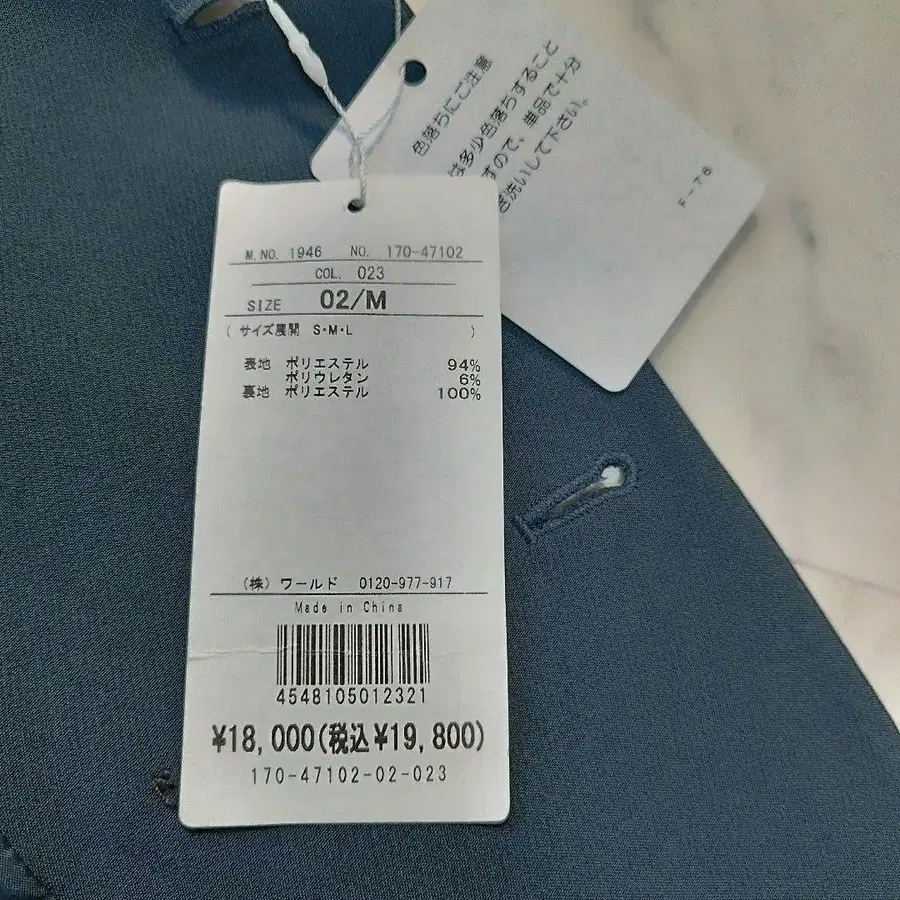 M.NO. 1946 NO. 170-47102
COL. 023
SIZE 02/M
( サイズ展開 S・M・L )
表地 ポリエステル 94%
ポリウレタン 6%
裏地 ポリエステル 100%
(株) ワールド 0120-977-917
Made in China
4548105012321
¥18,000(税込¥19,800)
170-47102-02-023
色落ちにご注意
は多少色落ちすること
すので、単品で十分
洗いして下さい。
F-76